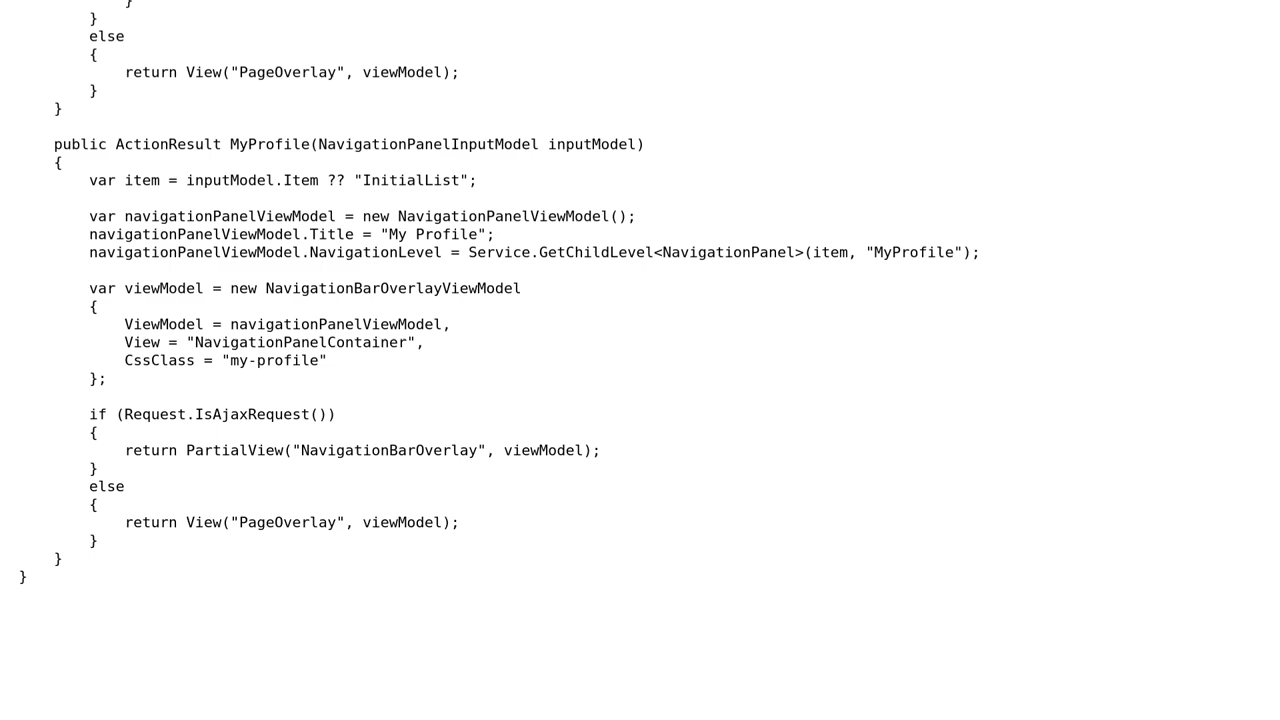 }
}
else
{
return View("PageOverlay", viewModel);
}
}
public ActionResult MyProfile(NavigationPanelInputModel inputModel)
{
var item = inputModel.Item ?? "InitialList";
var navigationPanelViewModel = new NavigationPanelViewModel();
navigationPanelViewModel.Title = "My Profile";
navigationPanelViewModel.NavigationLevel = Service.GetChildLevel<NavigationPanel>(item, "MyProfile");
var viewModel = new NavigationBarOverlayViewModel
{
ViewModel = navigationPanelViewModel,
View = "NavigationPanelContainer",
CssClass = "my-profile"
};
if (Request.IsAjaxRequest())
{
return PartialView("NavigationBarOverlay", viewModel);
}
else
{
return View("PageOverlay", viewModel);
}
}
}